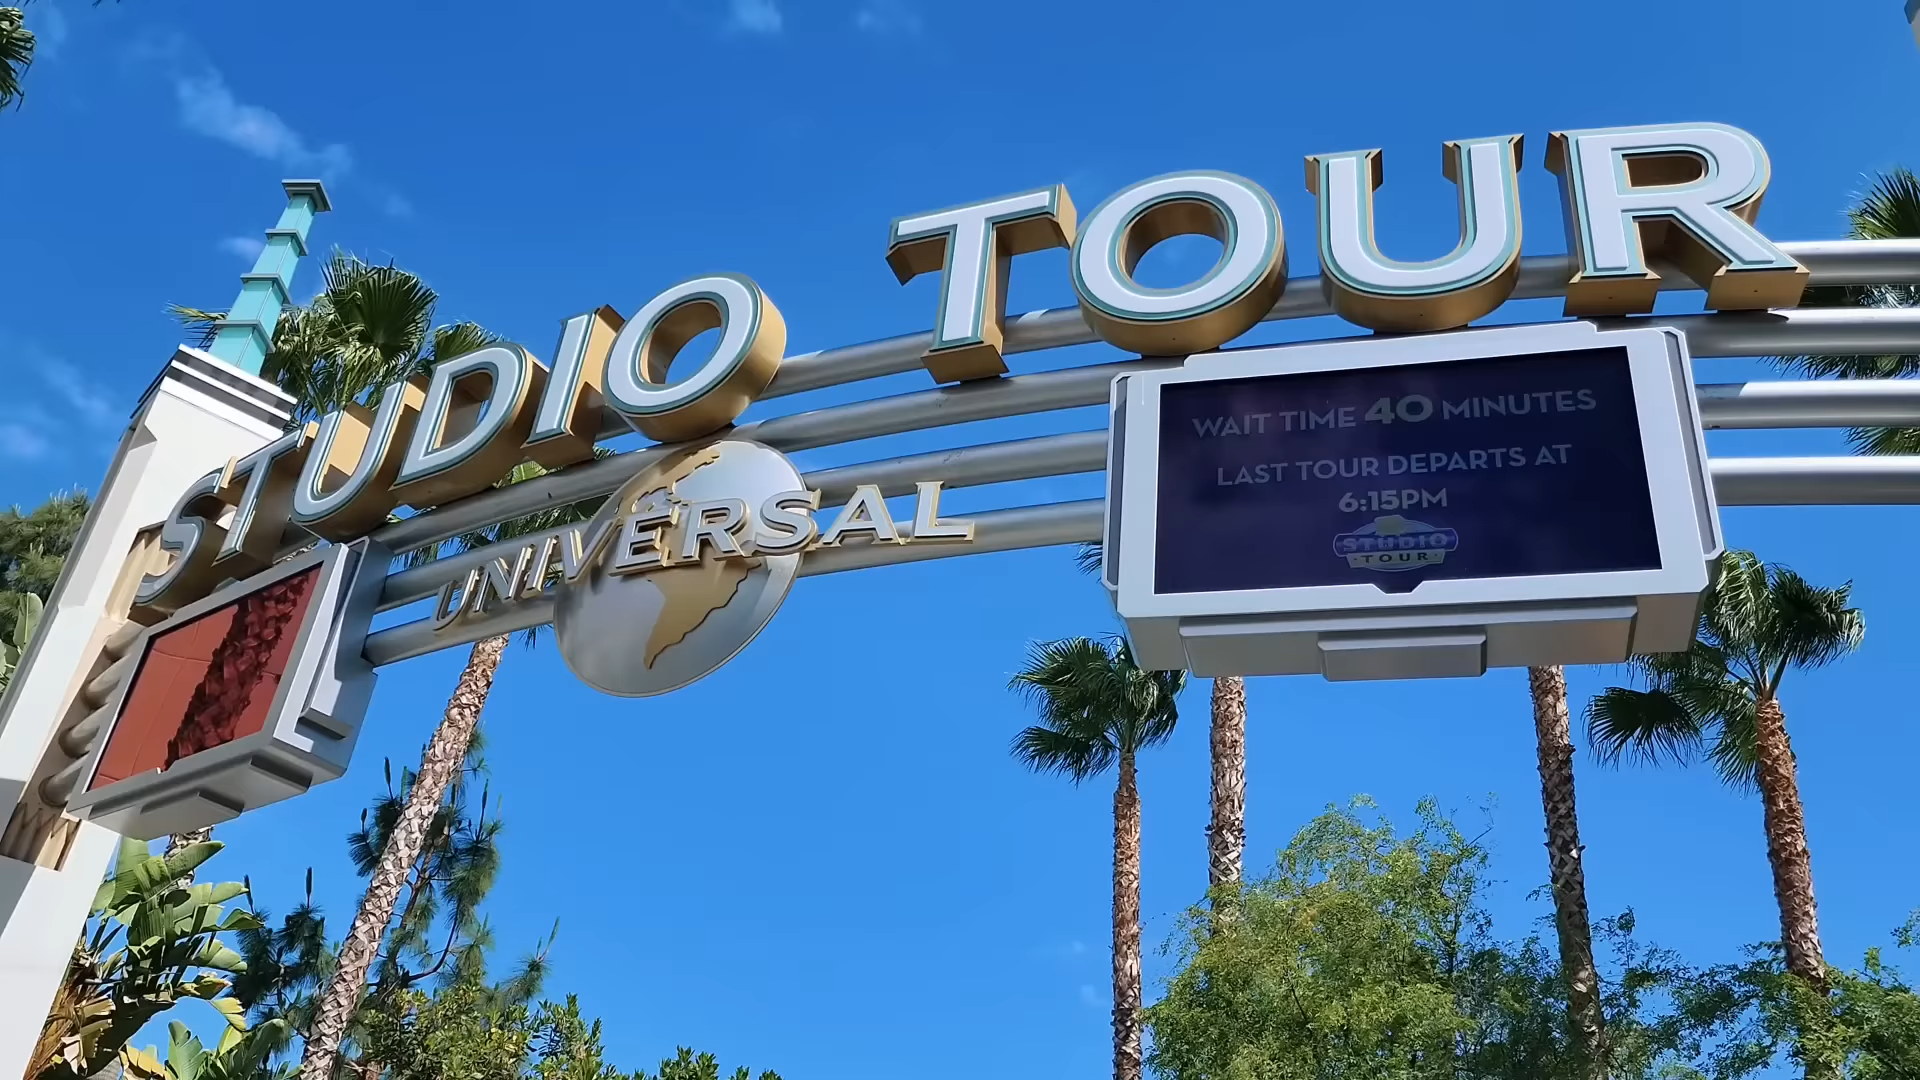 STUDIO TOUR
UNIVERSAL
WAIT TIME 40 MINUTES
LAST TOUR DEPARTS AT
6:15PM
STUDIO
· TOUR ·